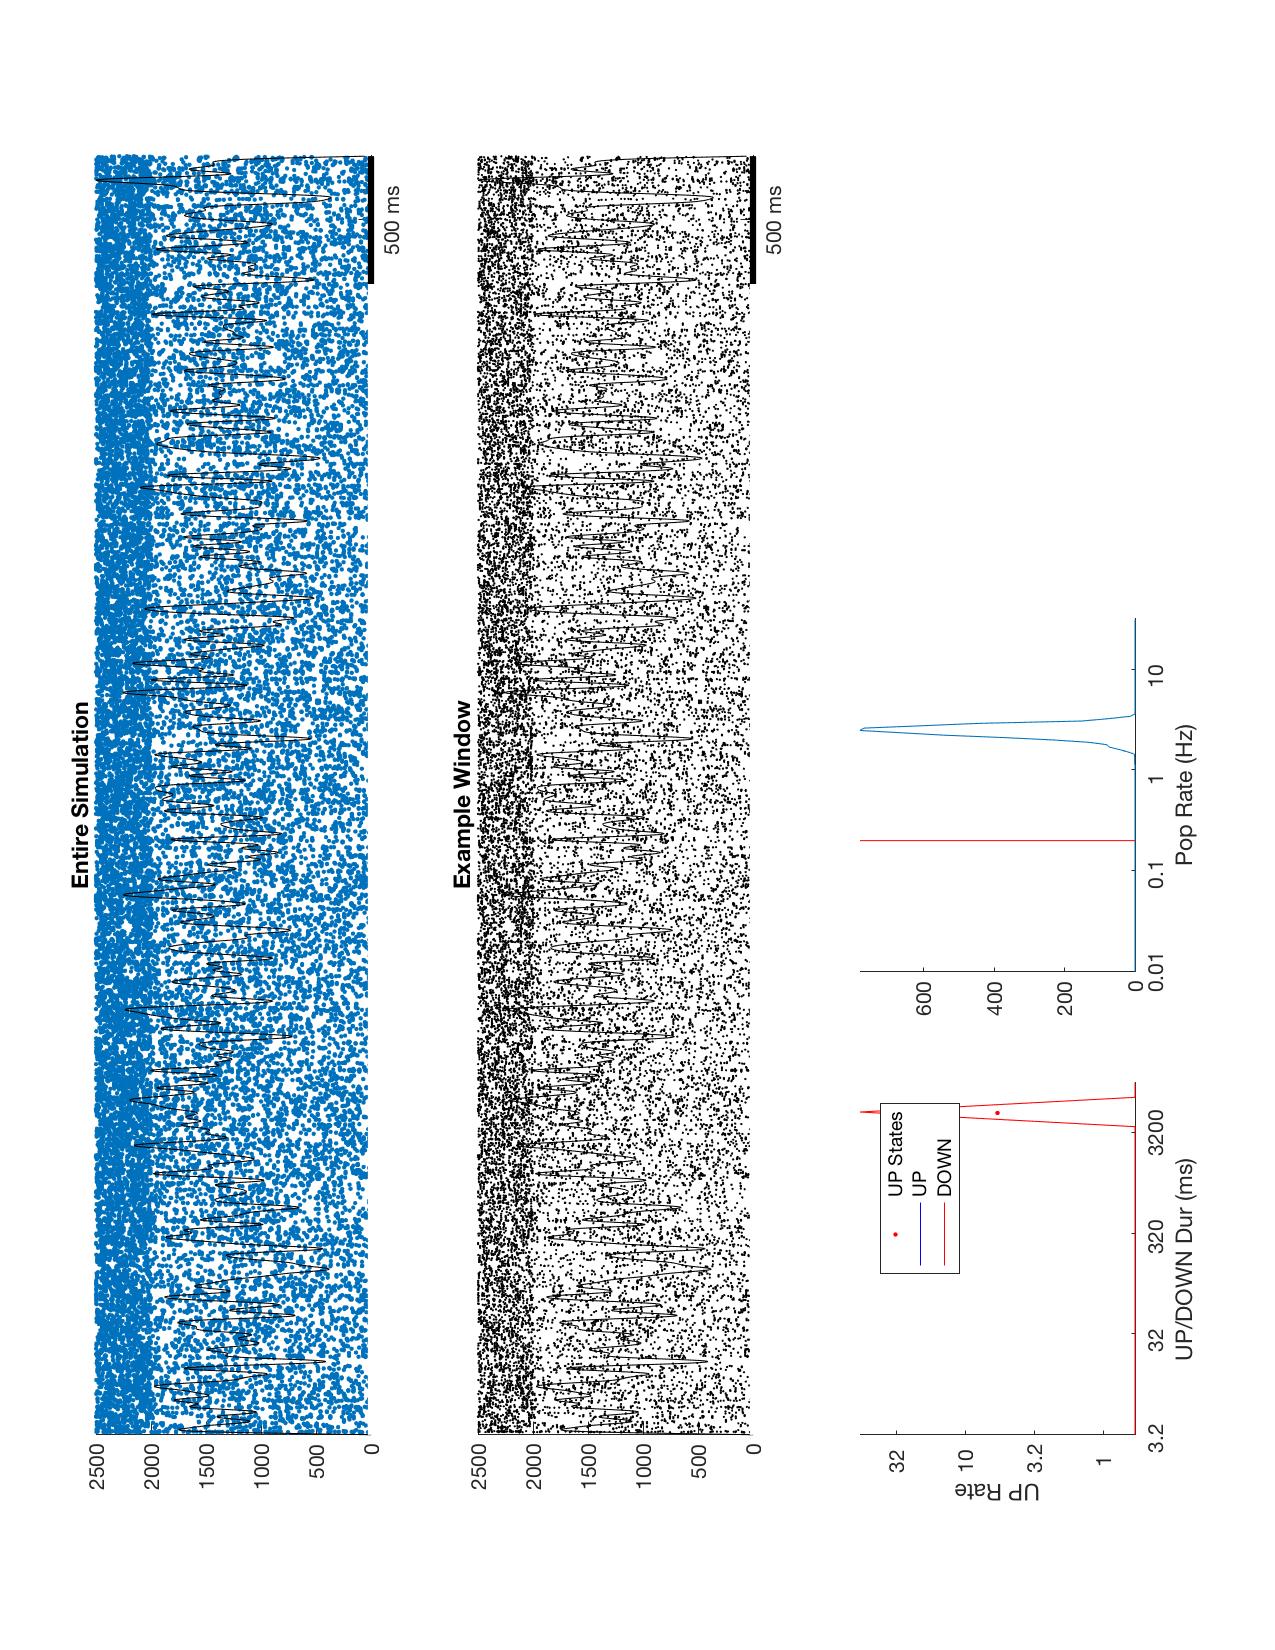 Entire Simulation
2500
2000
1500
1000
500
0
500 ms
Example Window
2500
2000
1500
1000
500
0
500 ms
UP Rate
32
10
3.2
1
UP States
UP
DOWN
3.2 32 320 3200
UP/DOWN Dur (ms)
600
400
200
0
0.01 0.1 1 10
Pop Rate (Hz)